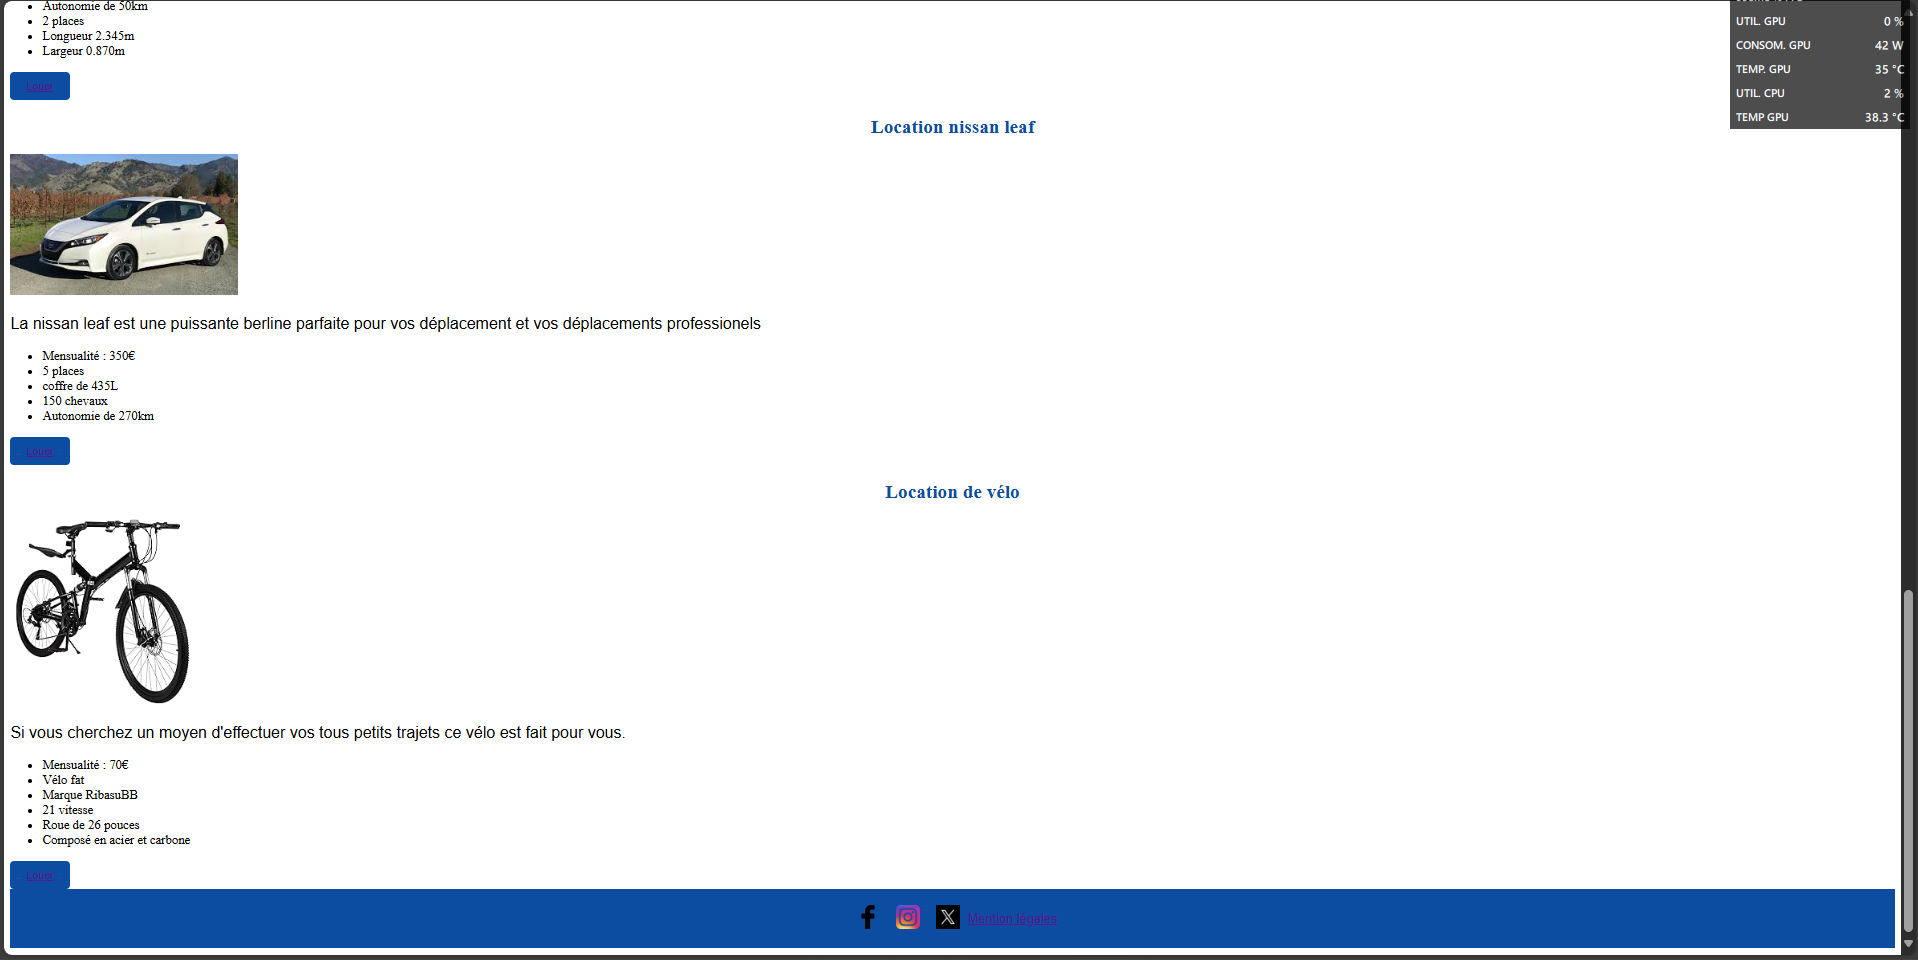 Autonomie de 50km
2 places
Longueur 2.345m
Largeur 0.870m
Louer
UTIL. GPU 0 %
CONSOM. GPU 42 W
TEMP. GPU 35 °C
UTIL. CPU 2 %
TEMP GPU 38.3 °C
Location nissan leaf
La nissan leaf est une puissante berline parfaite pour vos déplacement et vos déplacements professionels
Mensualité : 350€
5 places
coffre de 435L
150 chevaux
Autonomie de 270km
Louer
Location de vélo
Si vous cherchez un moyen d'effectuer vos tous petits trajets ce vélo est fait pour vous.
Mensualité : 70€
Vélo fat
Marque RibasuBB
21 vitesse
Roue de 26 pouces
Composé en acier et carbone
Louer
Mention légales